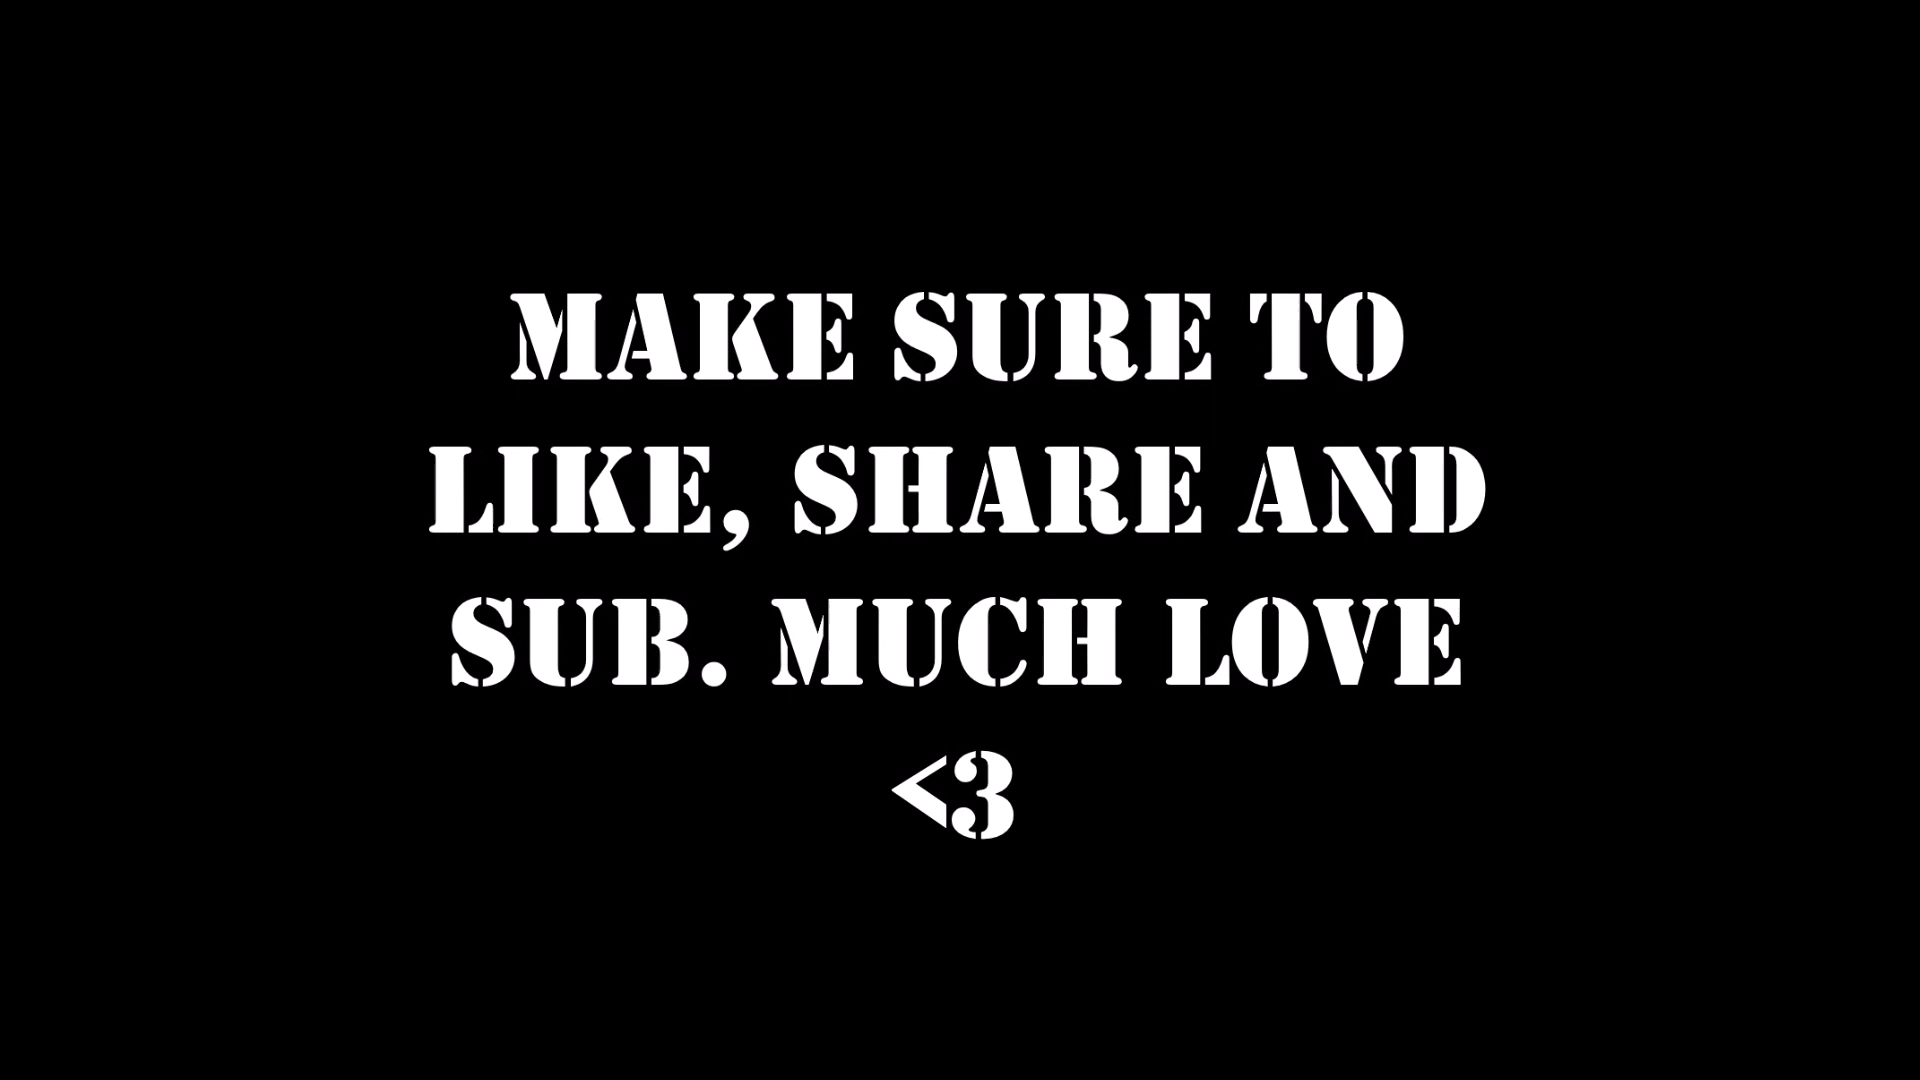 MAKE SURE TO
LIKE, SHARE AND
SUB. MUCH LOVE
<3